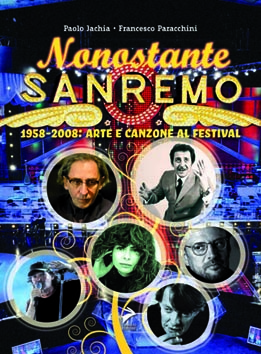 Paolo Jachia • Francesco Paracchini
Nonostante
SANREMO
1958-2008: ARTE E CANZONE AL FESTIVAL